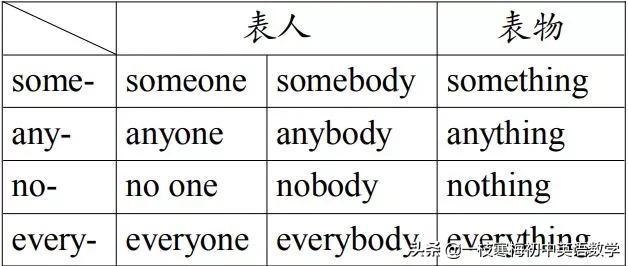 表人 表物
some- someone somebody something
any- anyone anybody anything
no- no one nobody nothing
every- everyone everybody everything
头条 @一枝寒梅初中英语数学